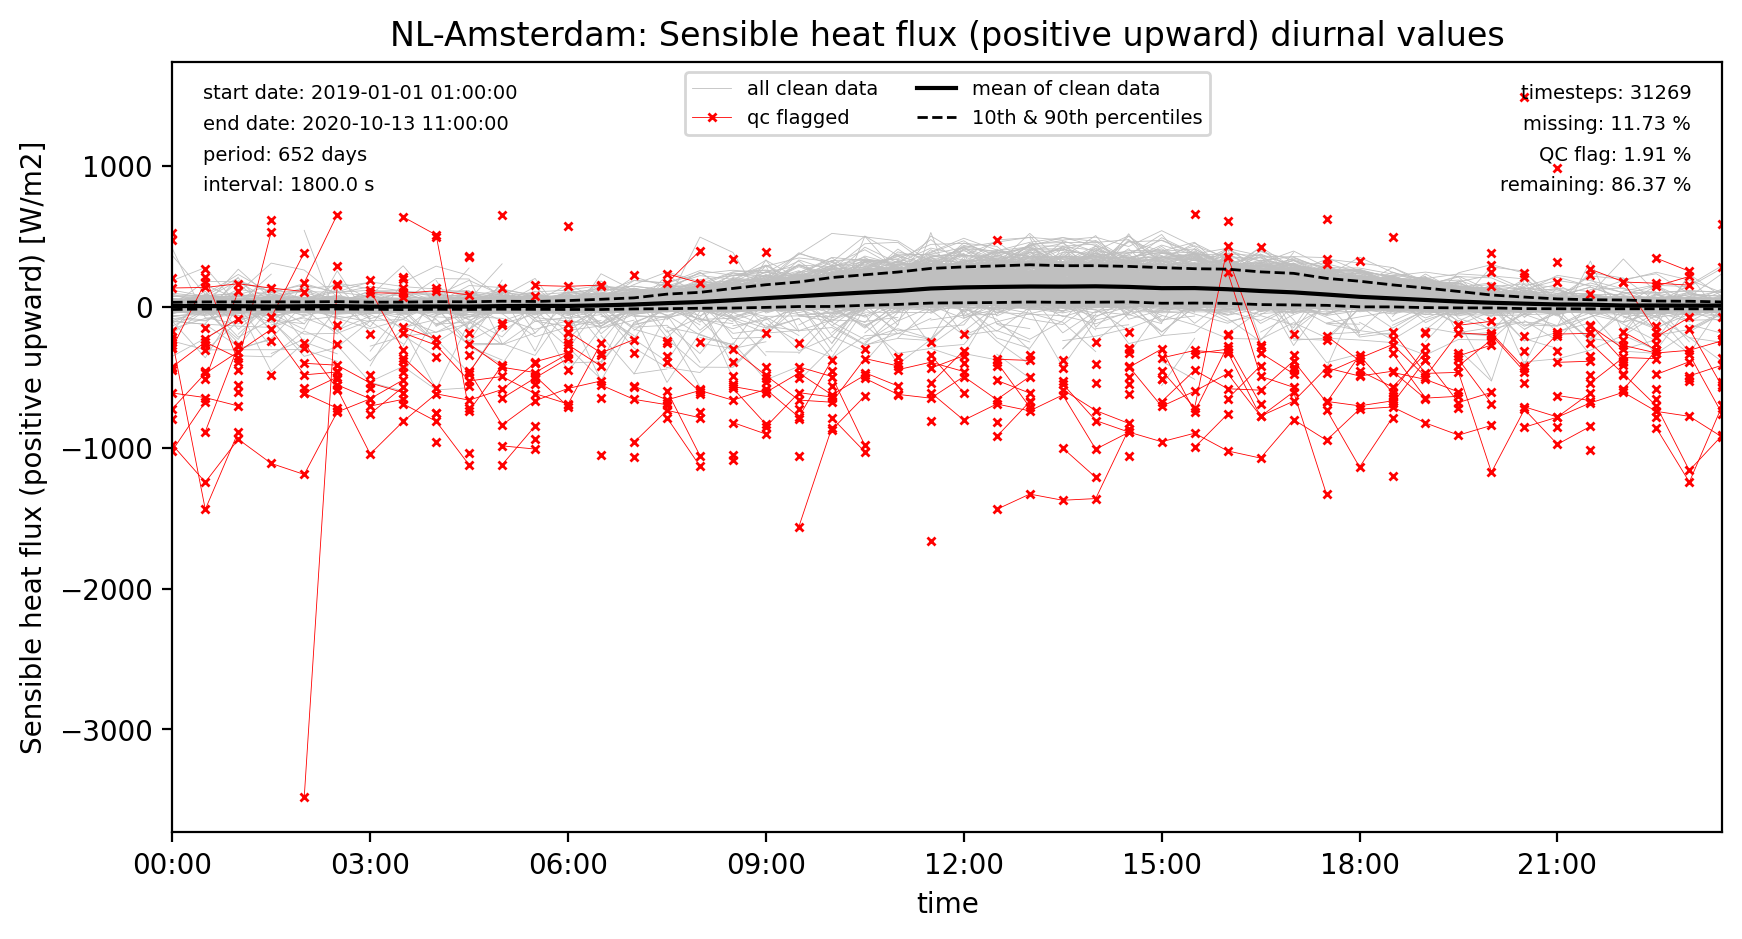 NL-Amsterdam: Sensible heat flux (positive upward) diurnal values
start date: 2019-01-01 01:00:00
end date: 2020-10-13 11:00:00
period: 652 days
interval: 1800.0 s
all clean data
qc flagged
mean of clean data
10th & 90th percentiles
timesteps: 31269
missing: 11.73 %
QC flag: 1.91 %
remaining: 86.37 %
Sensible heat flux (positive upward) [W/m2]
1000
0
−1000
−2000
−3000
00:00 03:00 06:00 09:00 12:00 15:00 18:00 21:00
time